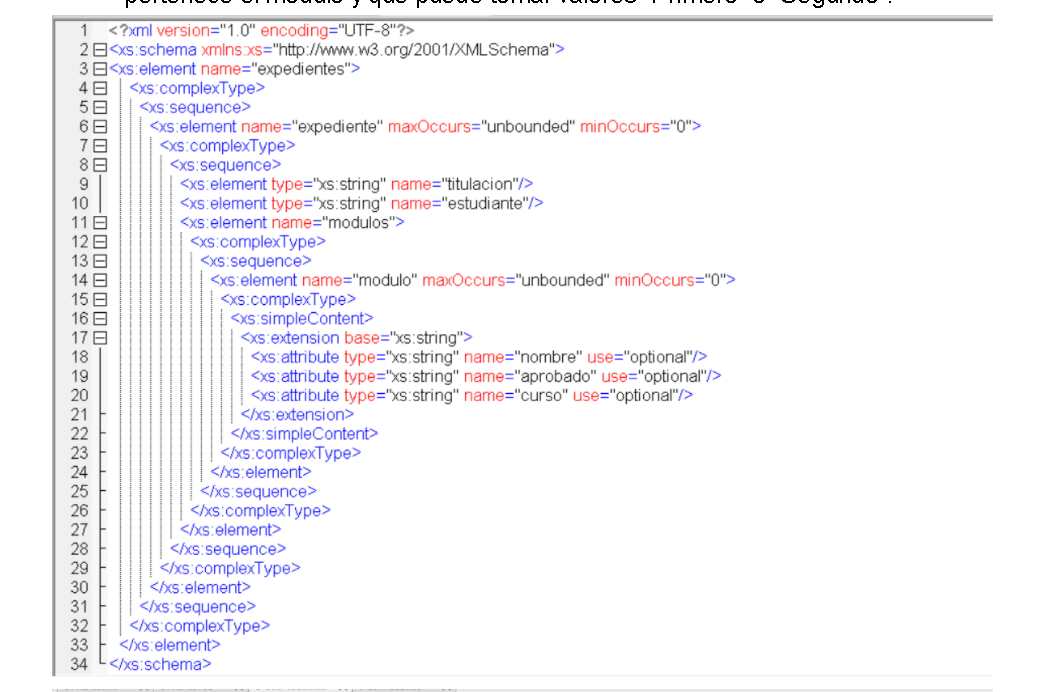 pertenece el modulo y que puede tomar valores "Primero" o "Segundo".
1 <?xml version="1.0" encoding="UTF-8"?>
2 <xs:schema xmlns:xs="http://www.w3.org/2001/XMLSchema">
3 <xs:element name="expedientes">
4 <xs:complexType>
5 <xs:sequence>
6 <xs:element name="expediente" maxOccurs="unbounded" minOccurs="0">
7 <xs:complexType>
8 <xs:sequence>
9 <xs:element type="xs:string" name="titulacion"/>
10 <xs:element type="xs:string" name="estudiante"/>
11 <xs:element name="modulos">
12 <xs:complexType>
13 <xs:sequence>
14 <xs:element name="modulo" maxOccurs="unbounded" minOccurs="0">
15 <xs:complexType>
16 <xs:simpleContent>
17 <xs:extension base="xs:string">
18 <xs:attribute type="xs:string" name="nombre" use="optional"/>
19 <xs:attribute type="xs:string" name="aprobado" use="optional"/>
20 <xs:attribute type="xs:string" name="curso" use="optional"/>
21 </xs:extension>
22 </xs:simpleContent>
23 </xs:complexType>
24 </xs:element>
25 </xs:sequence>
26 </xs:complexType>
27 </xs:element>
28 </xs:sequence>
29 </xs:complexType>
30 </xs:element>
31 </xs:sequence>
32 </xs:complexType>
33 </xs:element>
34 </xs:schema>